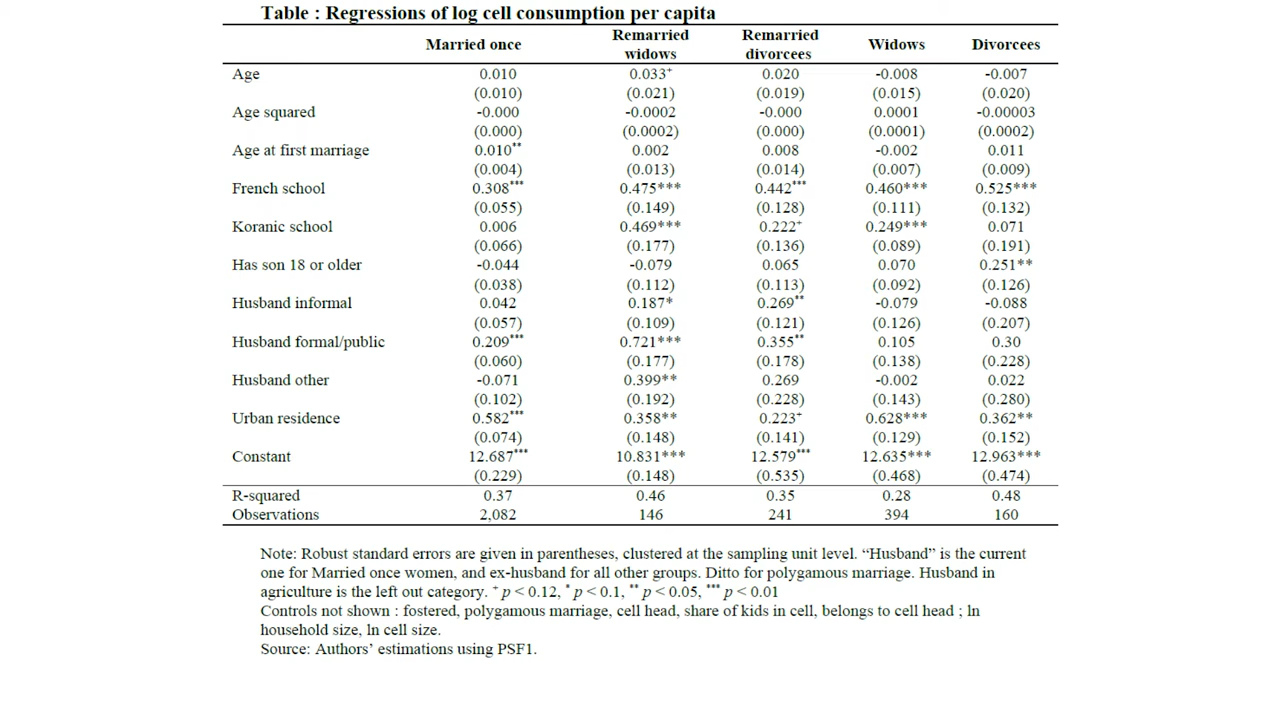 Table : Regressions of log cell consumption per capita
Married once Remarried widows Remarried divorcees Widows Divorcees
Age 0.010 0.033⁺ 0.020 -0.008 -0.007
(0.010) (0.021) (0.019) (0.015) (0.020)
Age squared -0.000 -0.0002 -0.000 0.0001 -0.00003
(0.000) (0.0002) (0.000) (0.0001) (0.0002)
Age at first marriage 0.010** 0.002 0.008 -0.002 0.011
(0.004) (0.013) (0.014) (0.007) (0.009)
French school 0.308*** 0.475*** 0.442*** 0.460*** 0.525***
(0.055) (0.149) (0.128) (0.111) (0.132)
Koranic school 0.006 0.469*** 0.222⁺ 0.249*** 0.071
(0.066) (0.177) (0.136) (0.089) (0.191)
Has son 18 or older -0.044 -0.079 0.065 0.070 0.251**
(0.038) (0.112) (0.113) (0.092) (0.126)
Husband informal 0.042 0.187* 0.269** -0.079 -0.088
(0.057) (0.109) (0.121) (0.126) (0.207)
Husband formal/public 0.209*** 0.721*** 0.355** 0.105 0.30
(0.060) (0.177) (0.178) (0.138) (0.228)
Husband other -0.071 0.399** 0.269 -0.002 0.022
(0.102) (0.192) (0.228) (0.143) (0.280)
Urban residence 0.582*** 0.358** 0.223⁺ 0.628*** 0.362**
(0.074) (0.148) (0.141) (0.129) (0.152)
Constant 12.687*** 10.831*** 12.579*** 12.635*** 12.963***
(0.229) (0.148) (0.535) (0.468) (0.474)
R-squared 0.37 0.46 0.35 0.28 0.48
Observations 2,082 146 241 394 160
Note: Robust standard errors are given in parentheses, clustered at the sampling unit level. “Husband” is the current
one for Married once women, and ex-husband for all other groups. Ditto for polygamous marriage. Husband in
agriculture is the left out category. ⁺ p < 0.12, * p < 0.1, ** p < 0.05, *** p < 0.01
Controls not shown : fostered, polygamous marriage, cell head, share of kids in cell, belongs to cell head ; ln
household size, ln cell size.
Source: Authors’ estimations using PSF1.